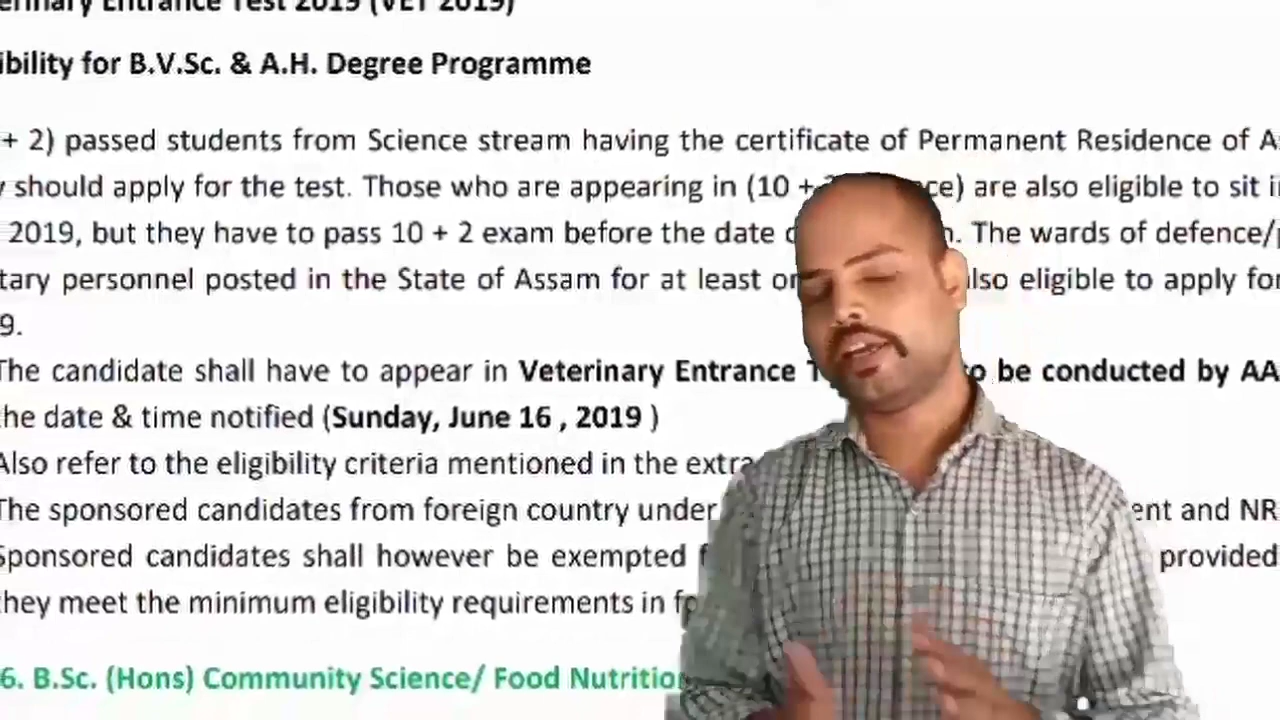 Entrance Test 2019 (VET 2019)
ibility for B.V.Sc. & A.H. Degree Programme
+ 2) passed students from Science stream having the certificate of Permanent Residence of A
y should apply for the test. Those who are appearing in (10 + ce) are also eligible to sit i
2019, but they have to pass 10 + 2 exam before the date . The wards of defence/
tary personnel posted in the State of Assam for at least or also eligible to apply for
9.
The candidate shall have to appear in Veterinary Entrance T to be conducted by AA
he date & time notified (Sunday, June 16 , 2019 )
Also refer to the eligibility criteria mentioned in the extra
The sponsored candidates from foreign country under ent and NR
Sponsored candidates shall however be exempted f provided
they meet the minimum eligibility requirements in
6. B.Sc. (Hons) Community Science/ Food Nutrition